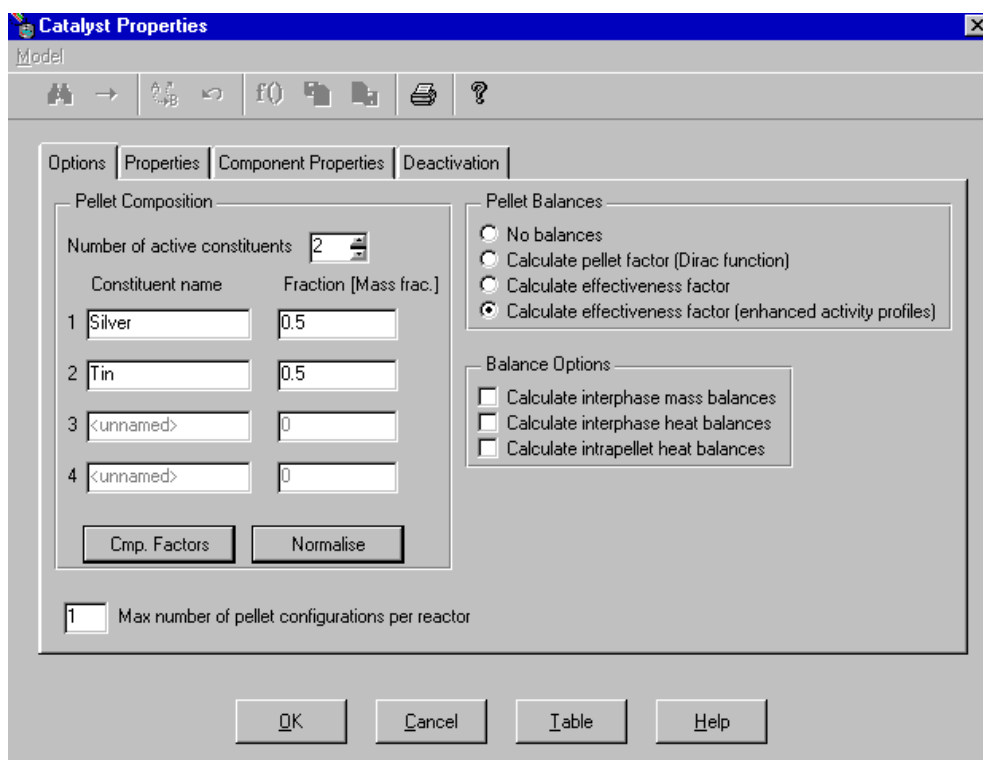 Catalyst Properties
Model
f()
Options Properties Component Properties Deactivation
Pellet Composition
Number of active constituents 2
Constituent name Fraction [Mass frac.]
1 Silver 0.5
2 Tin 0.5
3 <unnamed> 0
4 <unnamed> 0
Cmp. Factors Normalise
Pellet Balances
No balances
Calculate pellet factor (Dirac function)
Calculate effectiveness factor
Calculate effectiveness factor (enhanced activity profiles)
Balance Options
Calculate interphase mass balances
Calculate interphase heat balances
Calculate intrapellet heat balances
1 Max number of pellet configurations per reactor
OK Cancel Table Help